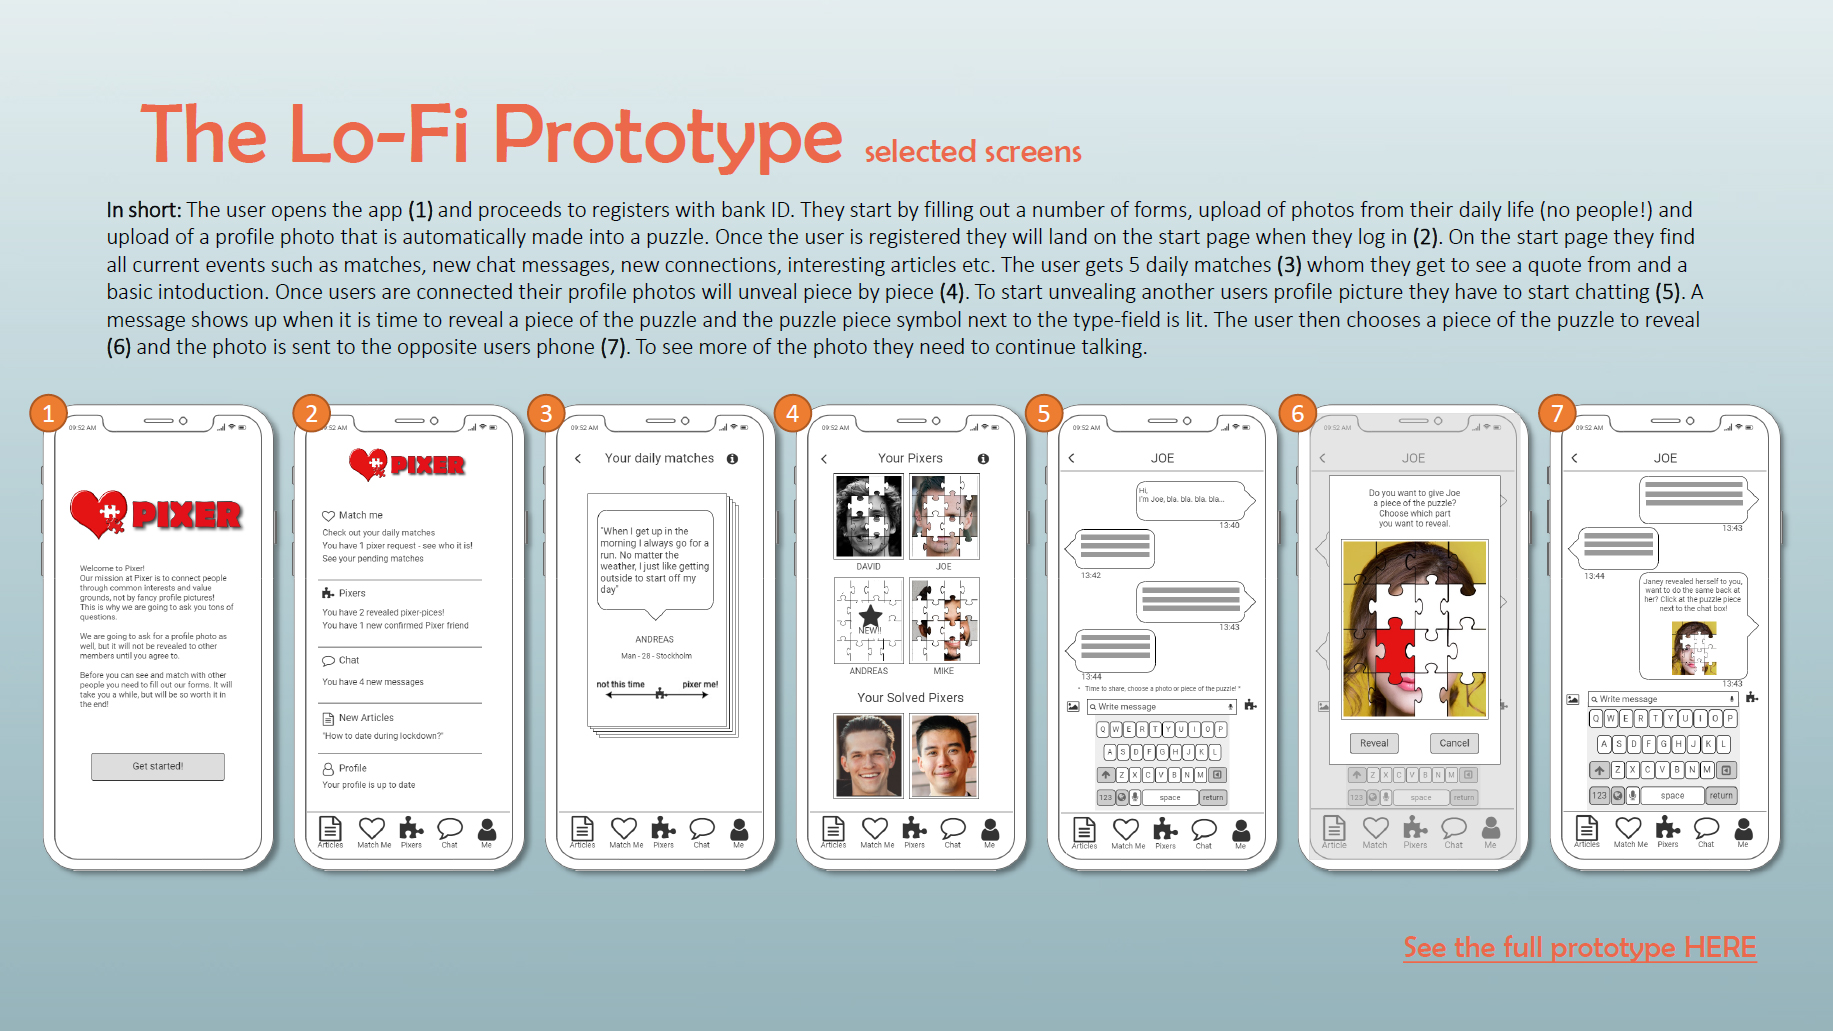 The Lo-Fi Prototype selected screens
In short: The user opens the app (1) and proceeds to registers with bank ID. They start by filling out a number of forms, upload of photos from their daily life (no people!) and
upload of a profile photo that is automatically made into a puzzle. Once the user is registered they will land on the start page when they log in (2). On the start page they find
all current events such as matches, new chat messages, new connections, interesting articles etc. The user gets 5 daily matches (3) whom they get to see a quote from and a
basic intoduction. Once users are connected their profile photos will unveal piece by piece (4). To start unvealing another users profile picture they have to start chatting (5). A
message shows up when it is time to reveal a piece of the puzzle and the puzzle piece symbol next to the type-field is lit. The user then chooses a piece of the puzzle to reveal
(6) and the photo is sent to the opposite users phone (7). To see more of the photo they need to continue talking.
1
09:52 AM
PIXER
Welcome to Pixer!
Our mission at Pixer is to connect people
through common interests and value
grounds, not by fancy profile pictures!
This is why we are going to ask you tons of
questions.
We are going to ask for a profile photo as
well, but it will not be revealed to other
members until you agree to.
Before you can see and match with other
people you need to fill out our forms. It will
take you a while, but will be so worth it in
the end!
Get started!
2
9:52 AM
PIXER
Match me
Check out your daily matches
You have 1 pixer request - see who it is!
See your pending matches
Pixers
You have 2 revealed pixer-pices!
You have 1 new confirmed Pixer friend
Chat
You have 4 new messages
New Articles
"How to date during lockdown?"
Profile
Your profile is up to date
Articles Match Me Pixers Chat Me
3
09:52 AM
Your daily matches
"When I get up in the
morning I always go for a
run. No matter the
weather, I just like getting
outside to start off my
day"
ANDREAS
Man - 28 - Stockholm
not this time pixer me!
Articles Match Me Pixers Chat Me
4
09:52 AM
Your Pixers
DAVID JOE
NEW!!
ANDREAS MIKE
Your Solved Pixers
Articles Match Me Pixers Chat Me
5
09:52 AM
JOE
Hi,
I'm Joe, bla. bla. bla. bla...
13:40
13:42
13:43
13:44
* Time to share, choose a photo or piece of the puzzle! *
Write message
Q W E R T Y U I O P
A S D F G H J K L
Z X C V B N M
123 space return
Articles Match Me Pixers Chat Me
6
09:52 AM
JOE
Do you want to give Joe
a piece of the puzzle?
Choose which part
you want to reveal.
Reveal Cancel
Z X C V B N M
123 space return
Article Match Pixers Chat Me
7
09:52 AM
JOE
13:43
13:44
Janey revealed herself to you,
want to do the same back at
her? Click at the puzzle piece
next to the chat box!
13:43
Write message
Q W E R T Y U I O P
A S D F G H J K L
Z X C V B N M
123 space return
Articles Match Me Pixers Chat Me
See the full prototype HERE